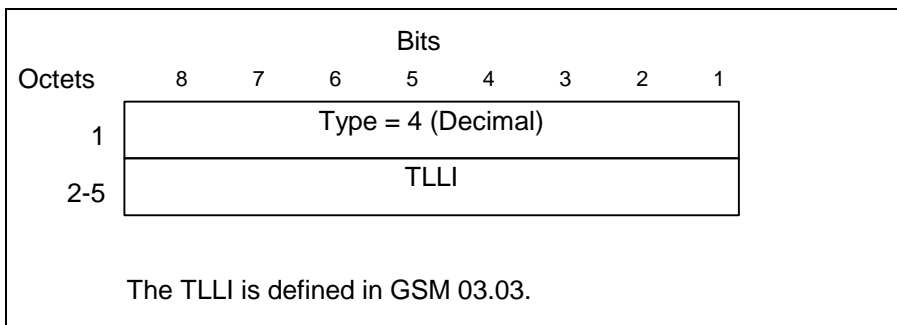 Bits
Octets 8 7 6 5 4 3 2 1
1 Type = 4 (Decimal)
2-5 TLLI
The TLLI is defined in GSM 03.03.